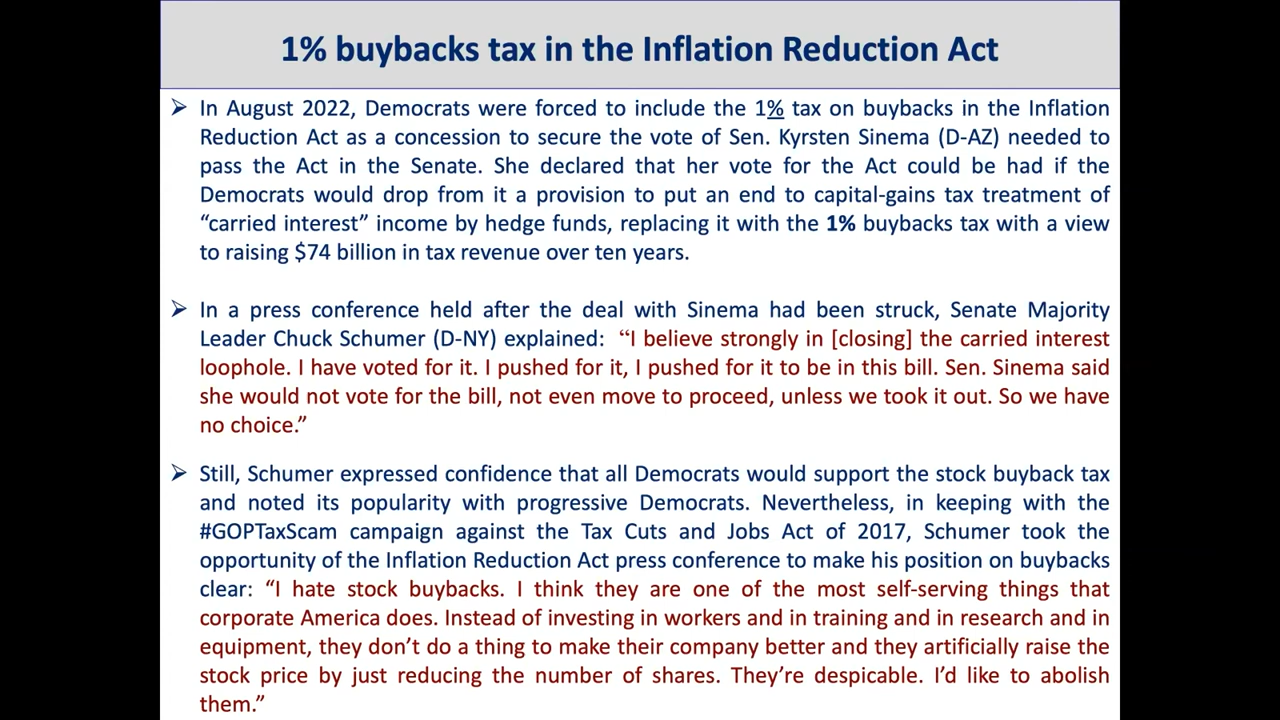 1% buybacks tax in the Inflation Reduction Act
➢ In August 2022, Democrats were forced to include the 1% tax on buybacks in the Inflation
Reduction Act as a concession to secure the vote of Sen. Kyrsten Sinema (D-AZ) needed to
pass the Act in the Senate. She declared that her vote for the Act could be had if the
Democrats would drop from it a provision to put an end to capital-gains tax treatment of
“carried interest” income by hedge funds, replacing it with the 1% buybacks tax with a view
to raising $74 billion in tax revenue over ten years.
➢ In a press conference held after the deal with Sinema had been struck, Senate Majority
Leader Chuck Schumer (D-NY) explained: “I believe strongly in [closing] the carried interest
loophole. I have voted for it. I pushed for it, I pushed for it to be in this bill. Sen. Sinema said
she would not vote for the bill, not even move to proceed, unless we took it out. So we have
no choice.”
➢ Still, Schumer expressed confidence that all Democrats would support the stock buyback tax
and noted its popularity with progressive Democrats. Nevertheless, in keeping with the
#GOPTaxScam campaign against the Tax Cuts and Jobs Act of 2017, Schumer took the
opportunity of the Inflation Reduction Act press conference to make his position on buybacks
clear: “I hate stock buybacks. I think they are one of the most self-serving things that
corporate America does. Instead of investing in workers and in training and in research and in
equipment, they don’t do a thing to make their company better and they artificially raise the
stock price by just reducing the number of shares. They’re despicable. I’d like to abolish
them.”